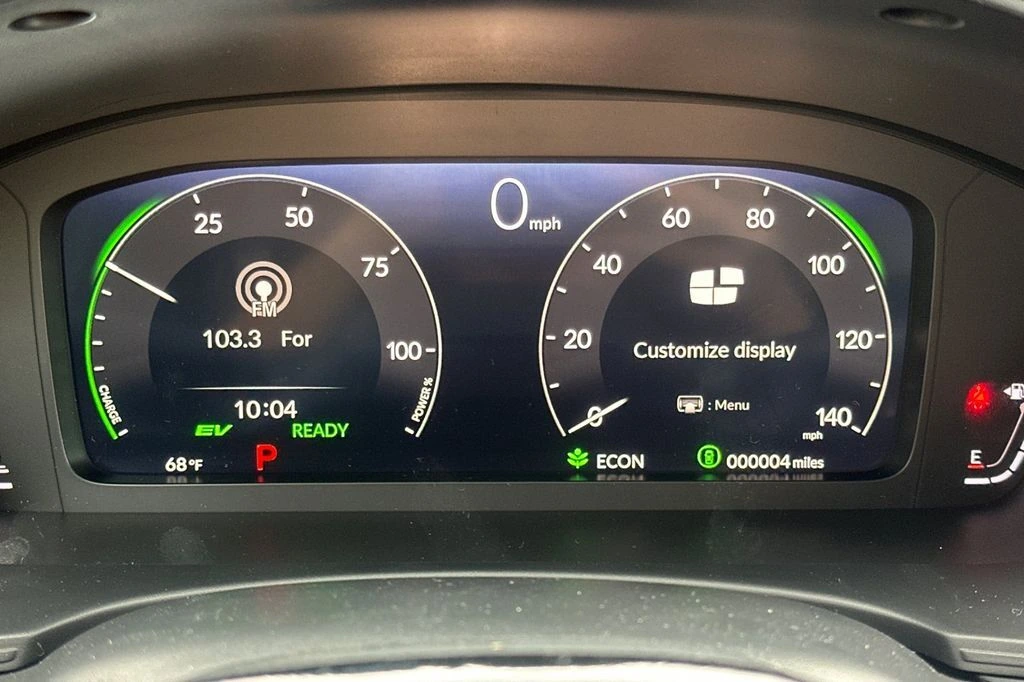 0 mph
25 50 75 100
CHARGE
POWER %
FM
103.3 For
10:04
EV READY
68°F P
0 20 40 60 80 100 120 140
mph
Customize display
: Menu
ECON 000004 miles
E